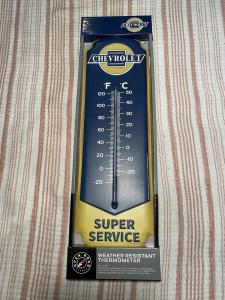 CHEVROLET
CHEVROLET
F C
120 50
100 40
80 30
60 20
40 10
20 0
0 -10
-20 -20
SUPER
SERVICE
WEATHER RESISTANT
THERMOMETER